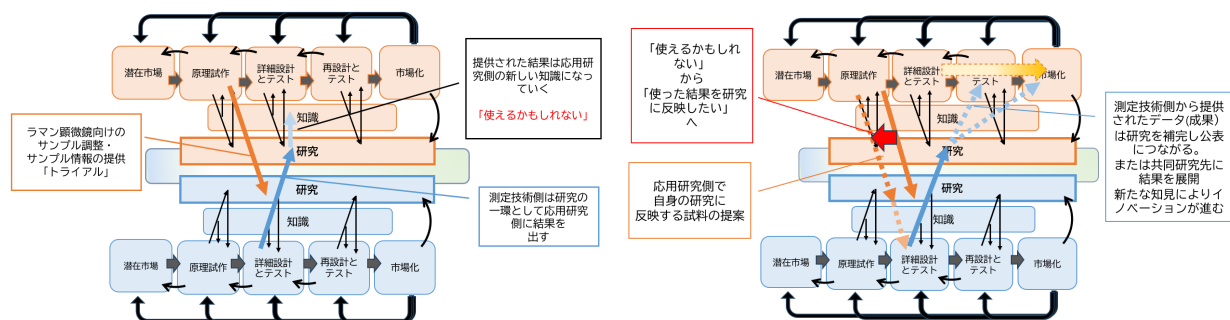 潜在市場
原理試作
詳細設計
とテスト
再設計と
テスト
市場化
知識
研究
研究
知識
潜在市場
原理試作
詳細設計
とテスト
再設計と
テスト
市場化
ラマン顕微鏡向けの
サンプル調整・
サンプル情報の提供
「トライアル」
提供された結果は応用研
究側の新しい知識になっ
ていく
「使えるかもしれない」
測定技術側は研究の
一環として応用研究
側に結果を
出す
「使えるかもしれ
ない」
から
「使った結果を研究
に反映したい」
へ
応用研究側で
自身の研究に
反映する試料の提案
潜在市場
原理試作
詳細設計
とテスト
テスト
市場化
知識
研究
研究
知識
潜在市場
原理試作
詳細設計
とテスト
再設計と
テスト
市場化
測定技術側から提供
されたデータ(成果）
は研究を補完し公表
につながる。
または共同研究先に
結果を展開
新たな知見によりイ
ノベーションが進む